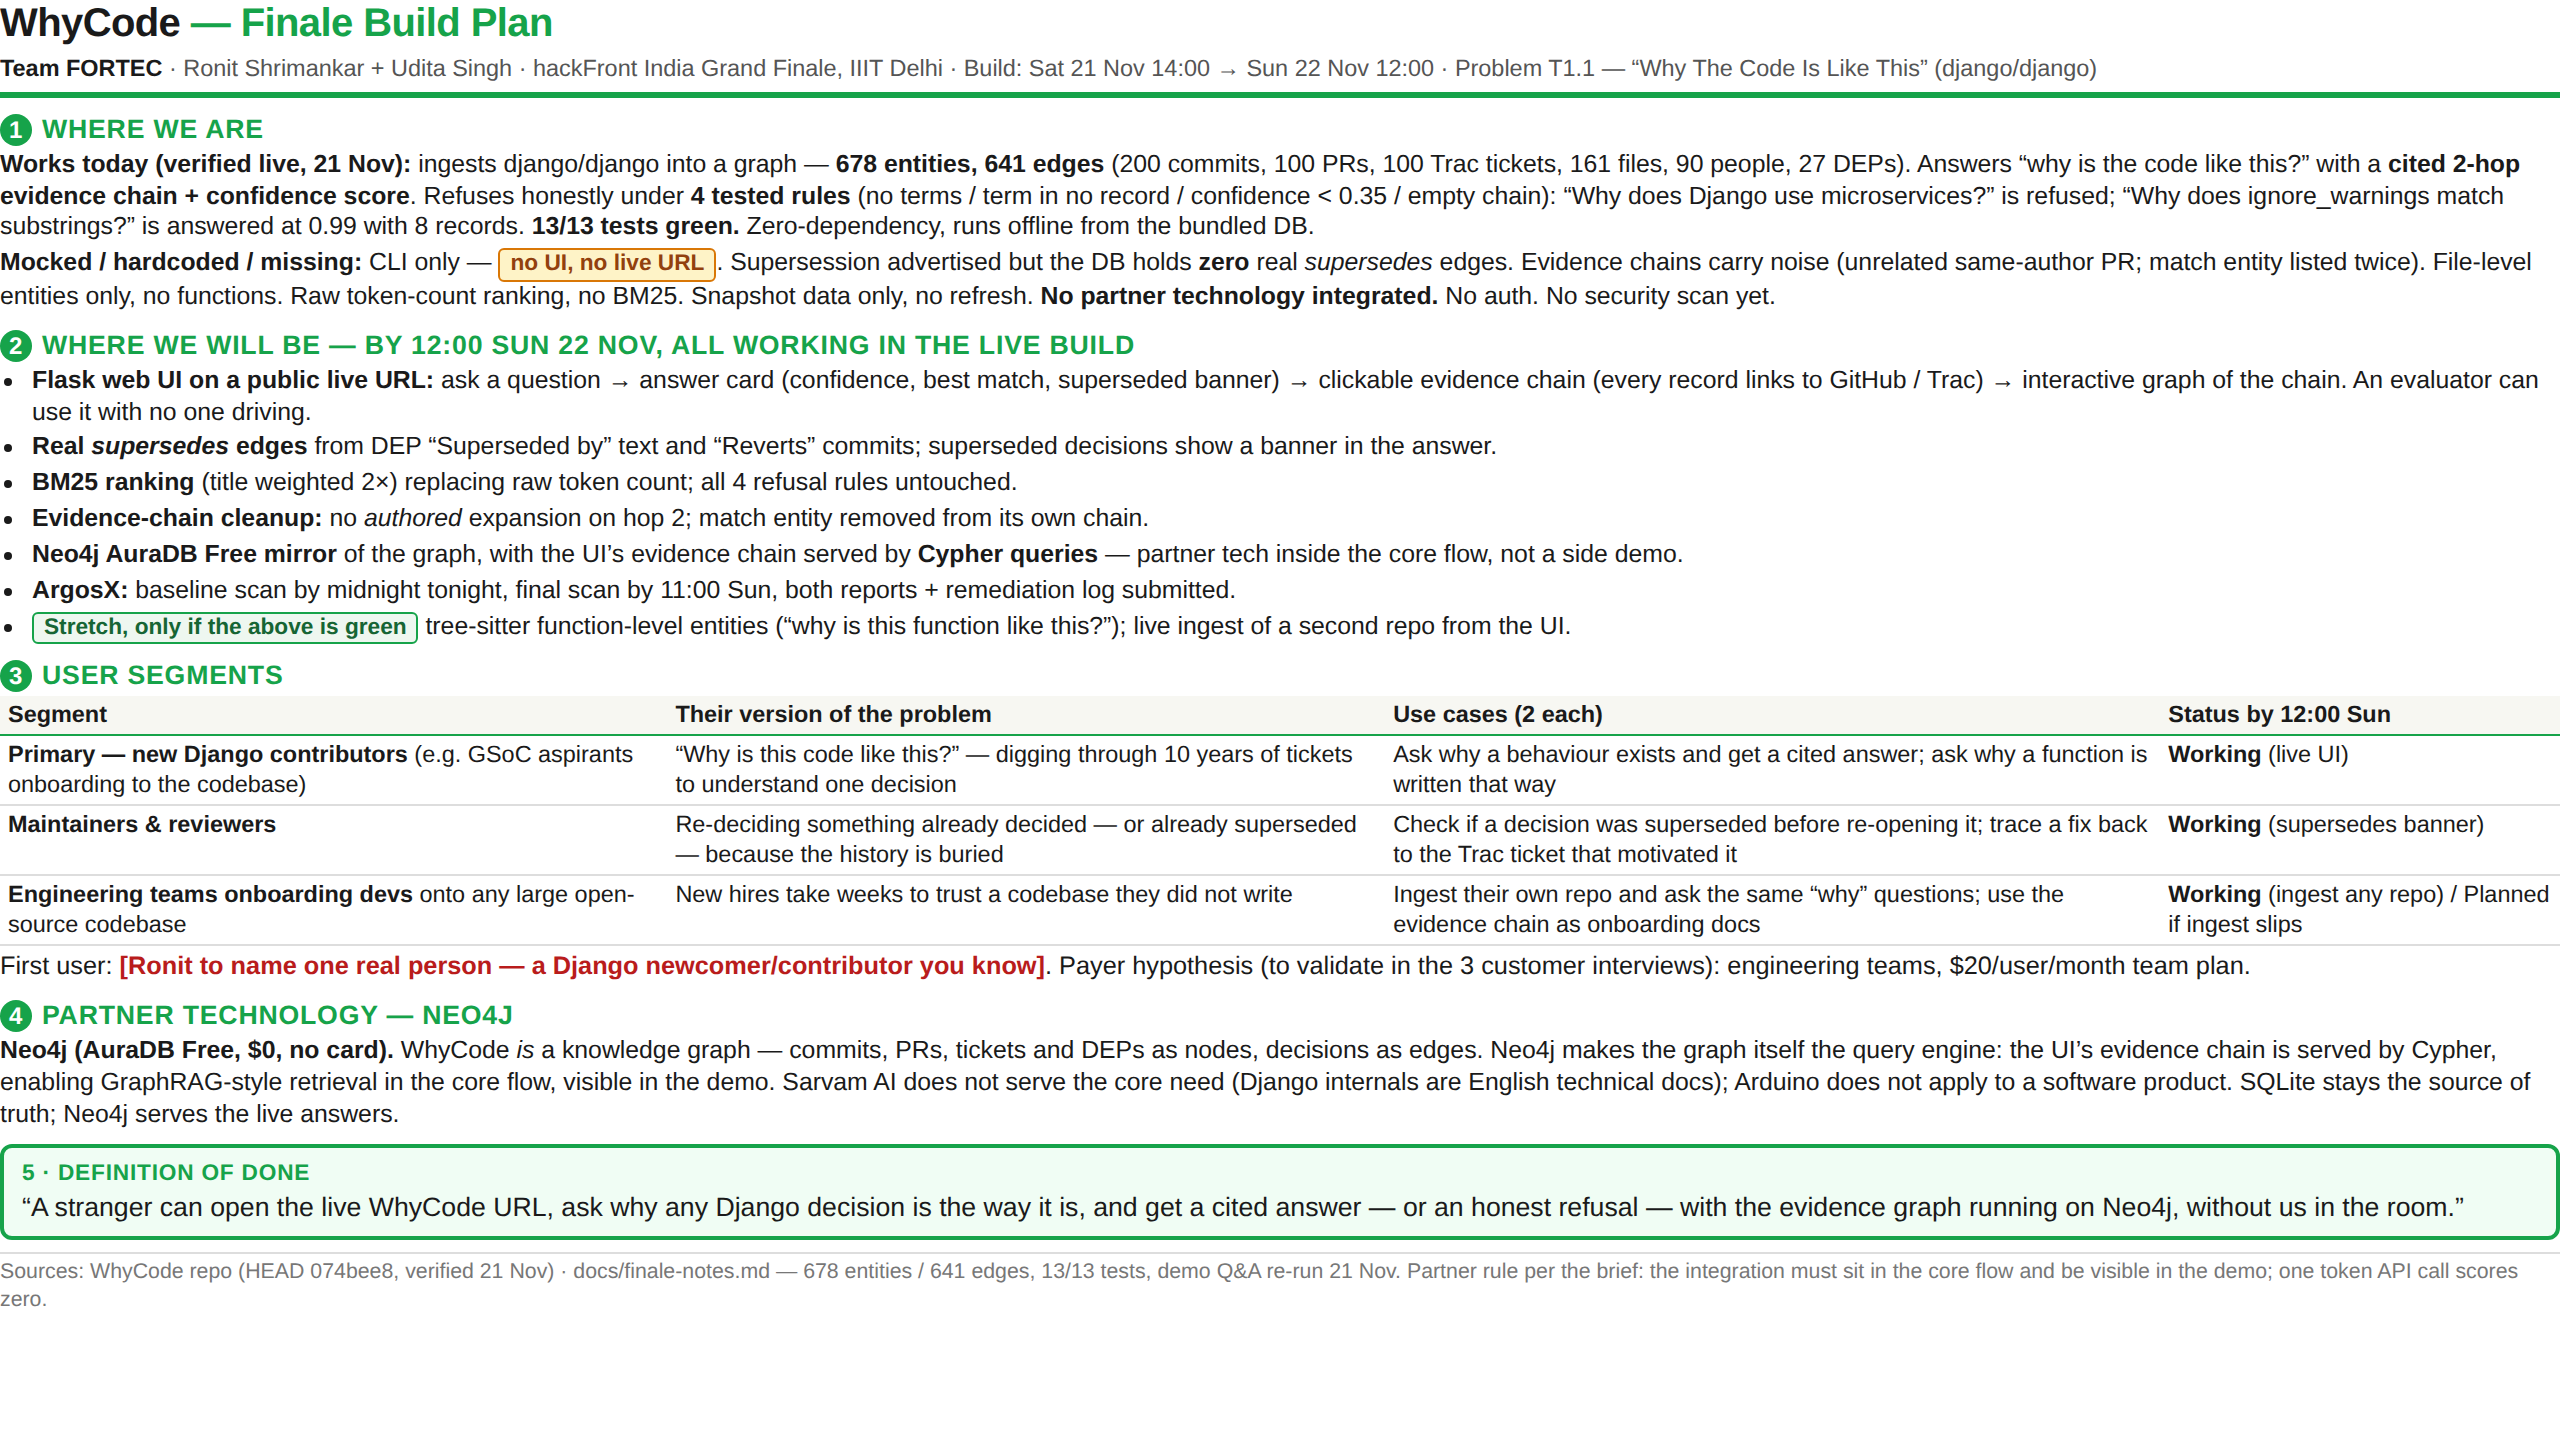 WhyCode — Finale Build Plan
Team FORTEC · Ronit Shrimankar + Udita Singh · hackFront India Grand Finale, IIIT Delhi · Build: Sat 21 Nov 14:00 → Sun 22 Nov 12:00 · Problem T1.1 — “Why The Code Is Like This” (django/django)
1 WHERE WE ARE
Works today (verified live, 21 Nov): ingests django/django into a graph — 678 entities, 641 edges (200 commits, 100 PRs, 100 Trac tickets, 161 files, 90 people, 27 DEPs). Answers “why is the code like this?” with a cited 2-hop
evidence chain + confidence score. Refuses honestly under 4 tested rules (no terms / term in no record / confidence < 0.35 / empty chain): “Why does Django use microservices?” is refused; “Why does ignore_warnings match
substrings?” is answered at 0.99 with 8 records. 13/13 tests green. Zero-dependency, runs offline from the bundled DB.
Mocked / hardcoded / missing: CLI only — no UI, no live URL. Supersession advertised but the DB holds zero real supersedes edges. Evidence chains carry noise (unrelated same-author PR; match entity listed twice). File-level
entities only, no functions. Raw token-count ranking, no BM25. Snapshot data only, no refresh. No partner technology integrated. No auth. No security scan yet.
2 WHERE WE WILL BE — BY 12:00 SUN 22 NOV, ALL WORKING IN THE LIVE BUILD
• Flask web UI on a public live URL: ask a question → answer card (confidence, best match, superseded banner) → clickable evidence chain (every record links to GitHub / Trac) → interactive graph of the chain. An evaluator can
use it with no one driving.
• Real supersedes edges from DEP “Superseded by” text and “Reverts” commits; superseded decisions show a banner in the answer.
• BM25 ranking (title weighted 2×) replacing raw token count; all 4 refusal rules untouched.
• Evidence-chain cleanup: no authored expansion on hop 2; match entity removed from its own chain.
• Neo4j AuraDB Free mirror of the graph, with the UI’s evidence chain served by Cypher queries — partner tech inside the core flow, not a side demo.
• ArgosX: baseline scan by midnight tonight, final scan by 11:00 Sun, both reports + remediation log submitted.
• Stretch, only if the above is green tree-sitter function-level entities (“why is this function like this?”); live ingest of a second repo from the UI.
3 USER SEGMENTS
Segment Their version of the problem Use cases (2 each) Status by 12:00 Sun
Primary — new Django contributors (e.g. GSoC aspirants “Why is this code like this?” — digging through 10 years of tickets Ask why a behaviour exists and get a cited answer; ask why a function is Working (live UI)
onboarding to the codebase) to understand one decision written that way
Maintainers & reviewers Re-deciding something already decided — or already superseded Check if a decision was superseded before re-opening it; trace a fix back Working (supersedes banner)
— because the history is buried to the Trac ticket that motivated it
Engineering teams onboarding devs onto any large open- New hires take weeks to trust a codebase they did not write Ingest their own repo and ask the same “why” questions; use the Working (ingest any repo) / Planned
source codebase evidence chain as onboarding docs if ingest slips
First user: [Ronit to name one real person — a Django newcomer/contributor you know]. Payer hypothesis (to validate in the 3 customer interviews): engineering teams, $20/user/month team plan.
4 PARTNER TECHNOLOGY — NEO4J
Neo4j (AuraDB Free, $0, no card). WhyCode is a knowledge graph — commits, PRs, tickets and DEPs as nodes, decisions as edges. Neo4j makes the graph itself the query engine: the UI’s evidence chain is served by Cypher,
enabling GraphRAG-style retrieval in the core flow, visible in the demo. Sarvam AI does not serve the core need (Django internals are English technical docs); Arduino does not apply to a software product. SQLite stays the source of
truth; Neo4j serves the live answers.
5 · DEFINITION OF DONE
“A stranger can open the live WhyCode URL, ask why any Django decision is the way it is, and get a cited answer — or an honest refusal — with the evidence graph running on Neo4j, without us in the room.”
Sources: WhyCode repo (HEAD 074bee8, verified 21 Nov) · docs/finale-notes.md — 678 entities / 641 edges, 13/13 tests, demo Q&A re-run 21 Nov. Partner rule per the brief: the integration must sit in the core flow and be visible in the demo; one token API call scores
zero.